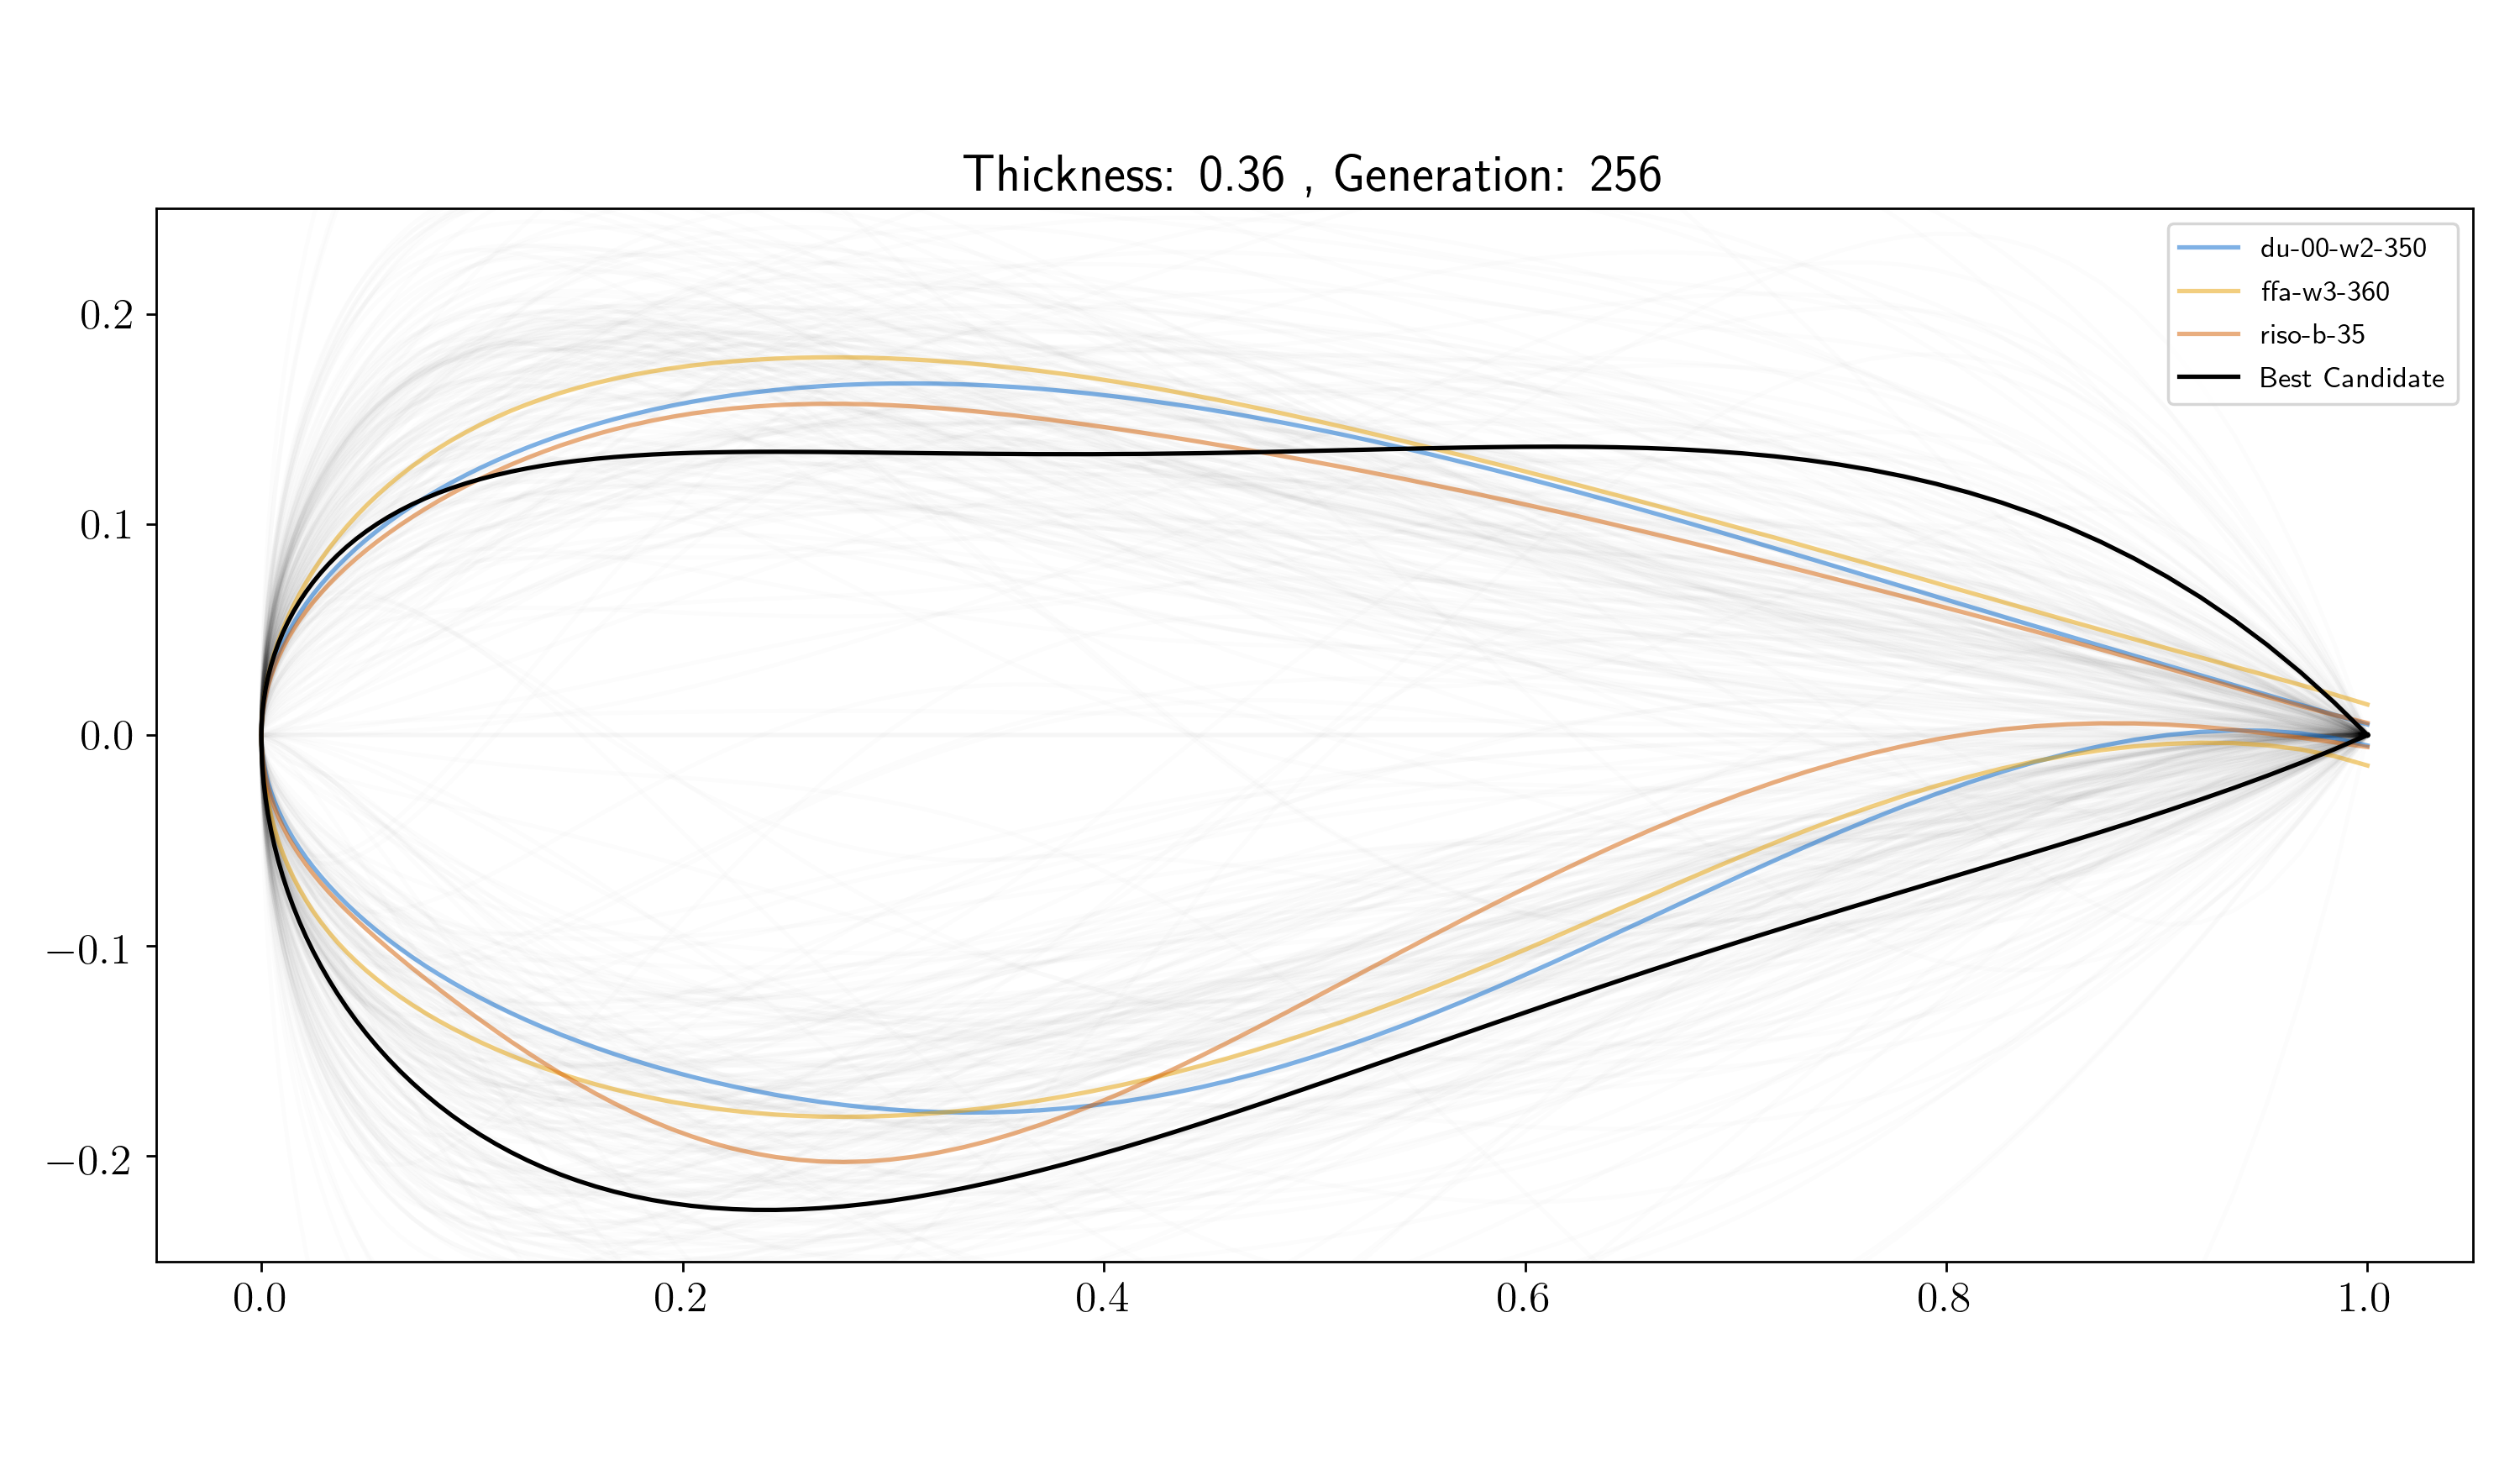 Thickness: 0.36 , Generation: 256
du-00-w2-350
ffa-w3-360
riso-b-35
Best Candidate
0.2
0.1
0.0
−0.1
−0.2
0.0 0.2 0.4 0.6 0.8 1.0